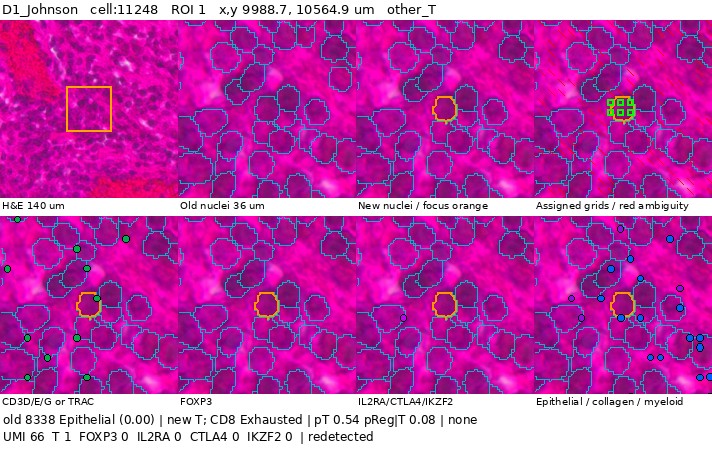 D1_Johnson cell:11248 ROI 1 x,y 9988.7, 10564.9 um other_T
H&E 140 um
Old nuclei 36 um
New nuclei / focus orange
Assigned grids / red ambiguity
CD3D/E/G or TRAC
FOXP3
IL2RA/CTLA4/IKZF2
Epithelial / collagen / myeloid
old 8338 Epithelial (0.00) | new T; CD8 Exhausted | pT 0.54 pReg|T 0.08 | none
UMI 66 T 1 FOXP3 0 IL2RA 0 CTLA4 0 IKZF2 0 | redetected